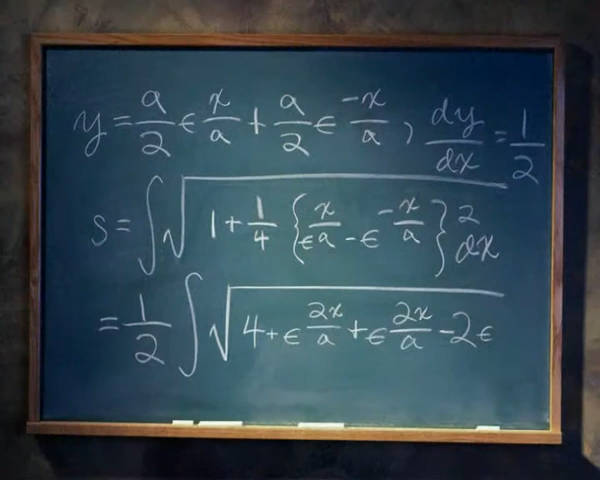 y = a/2 ϵ x/a + a/2 ϵ -x/a , dy/dx = 1/2
s = ∫√ 1 + 1/4 { ϵ x/a - ϵ -x/a } 2 dx
= 1/2 ∫√ 4 + ϵ 2x/a + ϵ 2x/a - 2 ϵ